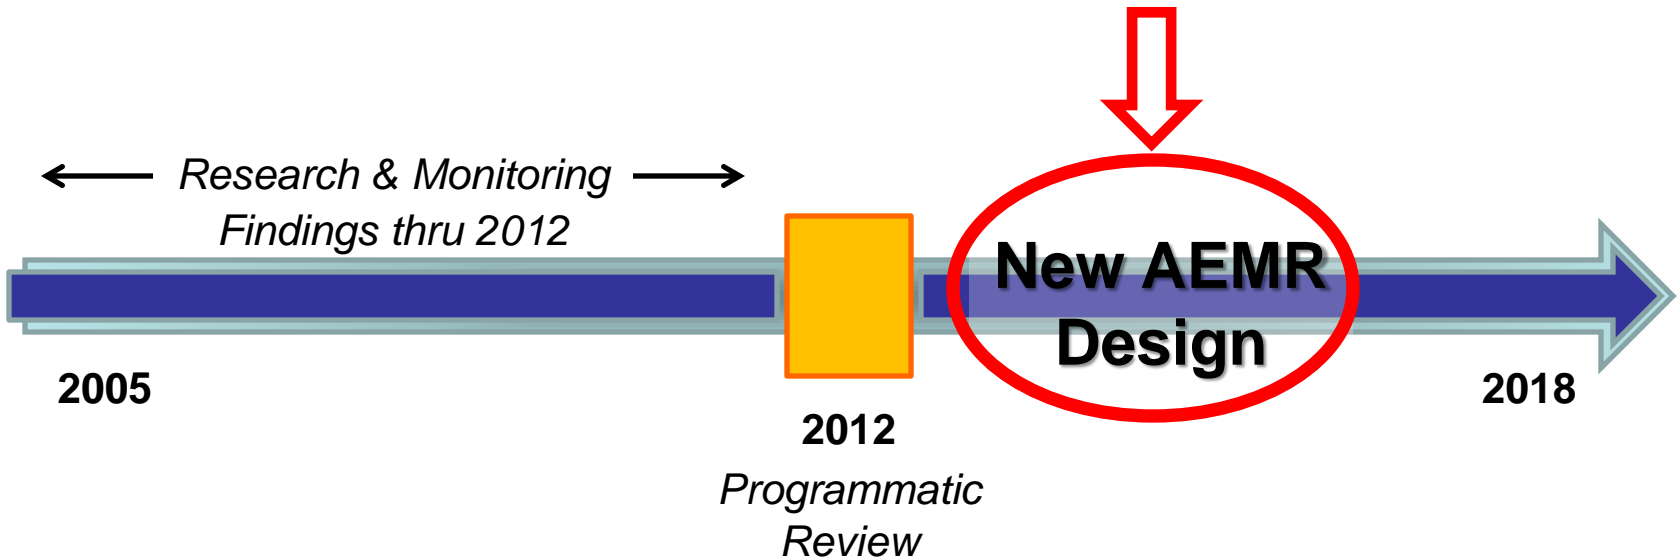 Research & Monitoring
Findings thru 2012
New AEMR
Design
2005
2012
2018
Programmatic
Review